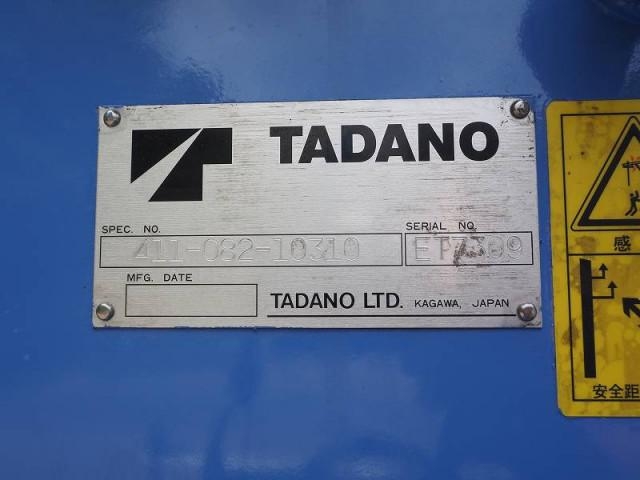 TADANO
SPEC. NO.
411-082-10310
SERIAL NO.
MFG. DATE
TADANO LTD. KAGAWA, JAPAN
感
安全距